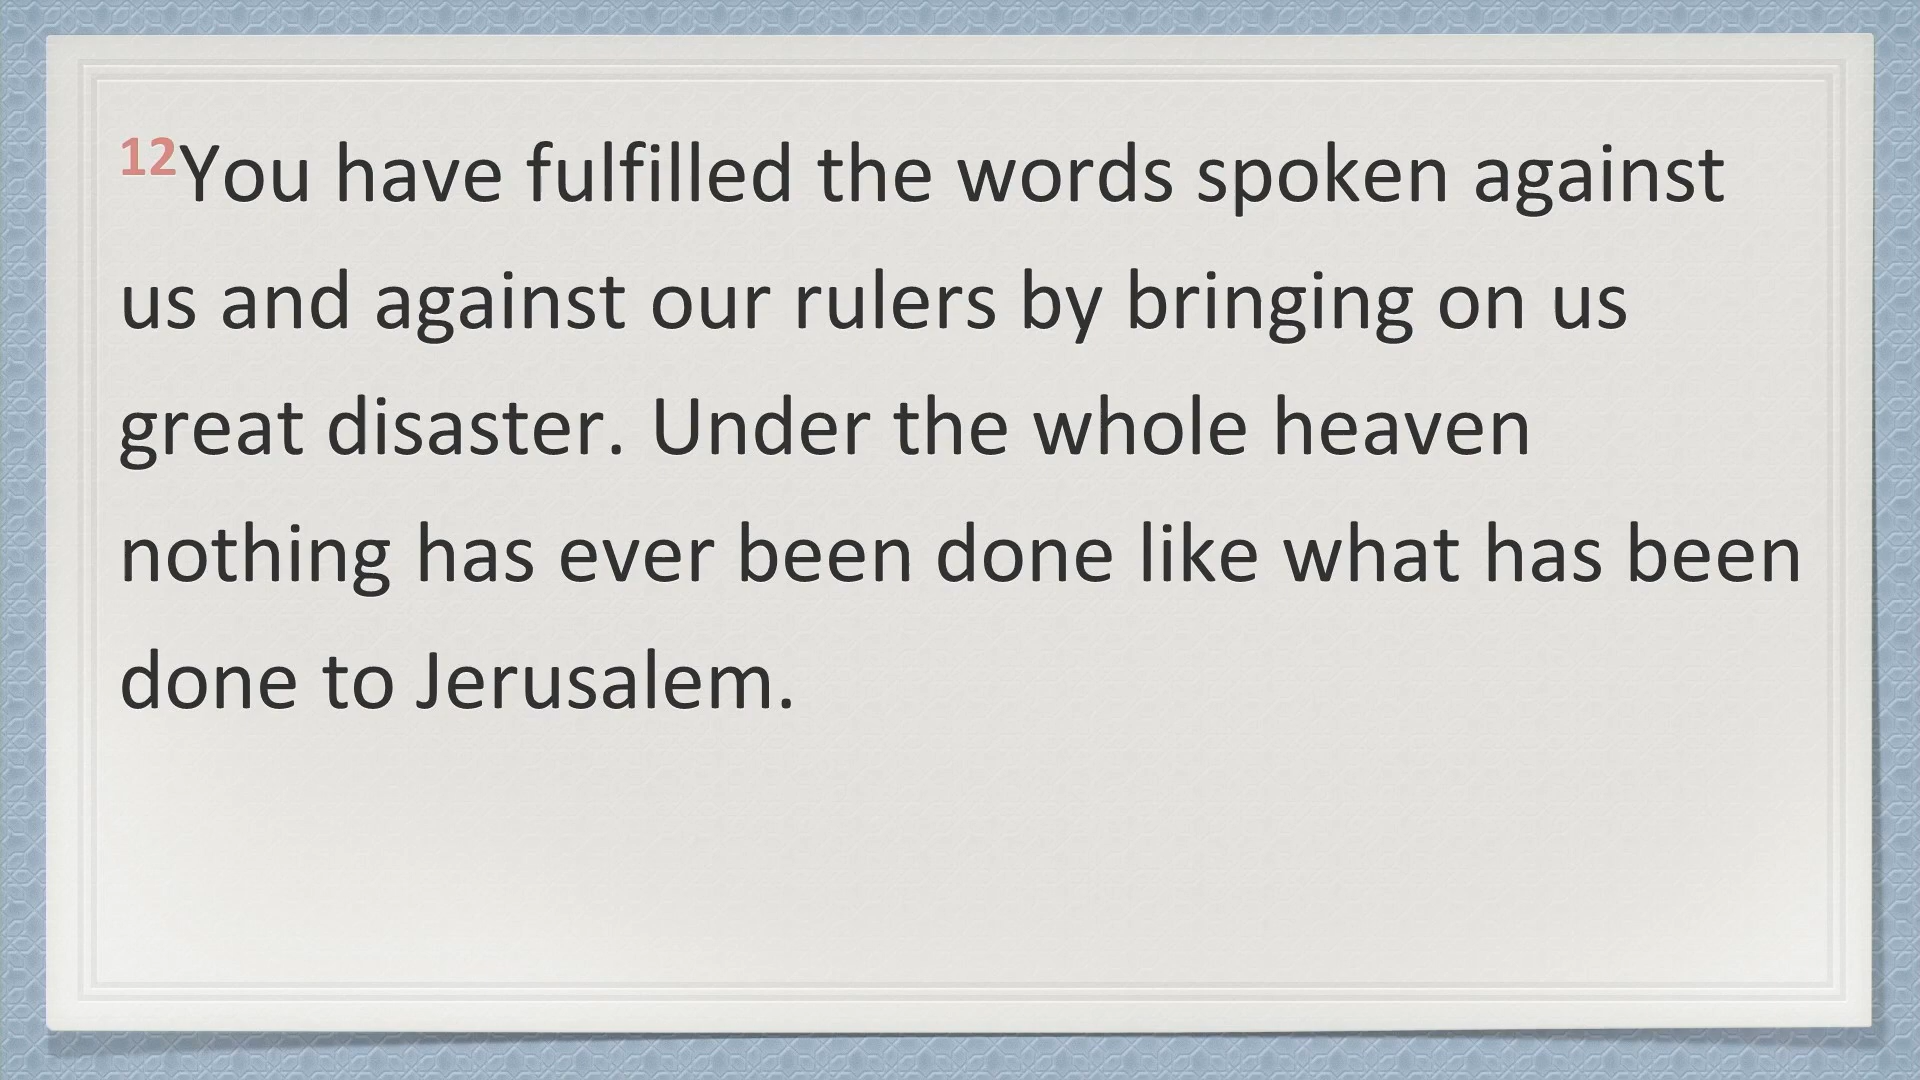 12You have fulfilled the words spoken against
us and against our rulers by bringing on us
great disaster. Under the whole heaven
nothing has ever been done like what has been
done to Jerusalem.